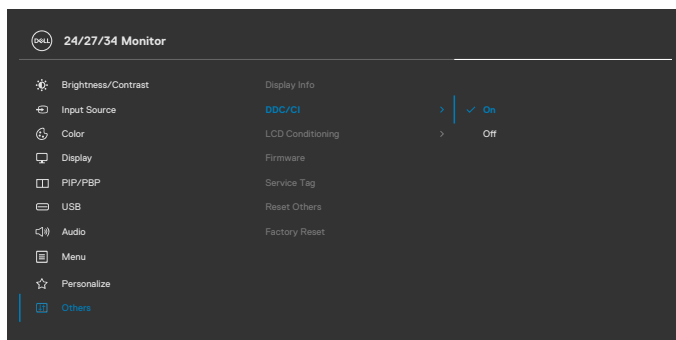 DELL 24/27/34 Monitor
Brightness/Contrast Display Info
Input Source DDC/CI On
Color LCD Conditioning Off
Display Firmware
PIP/PBP Service Tag
USB Reset Others
Audio Factory Reset
Menu
Personalize
Others